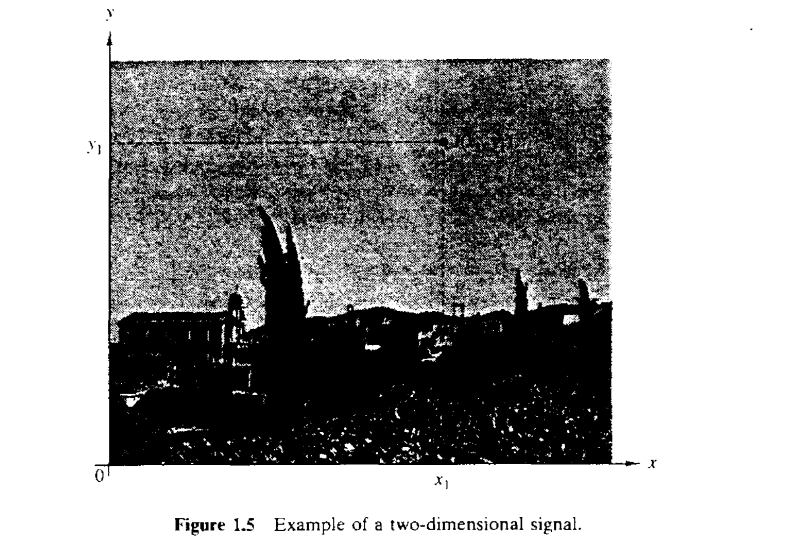 y
y₁
0
x₁
x
Figure 1.5 Example of a two-dimensional signal.